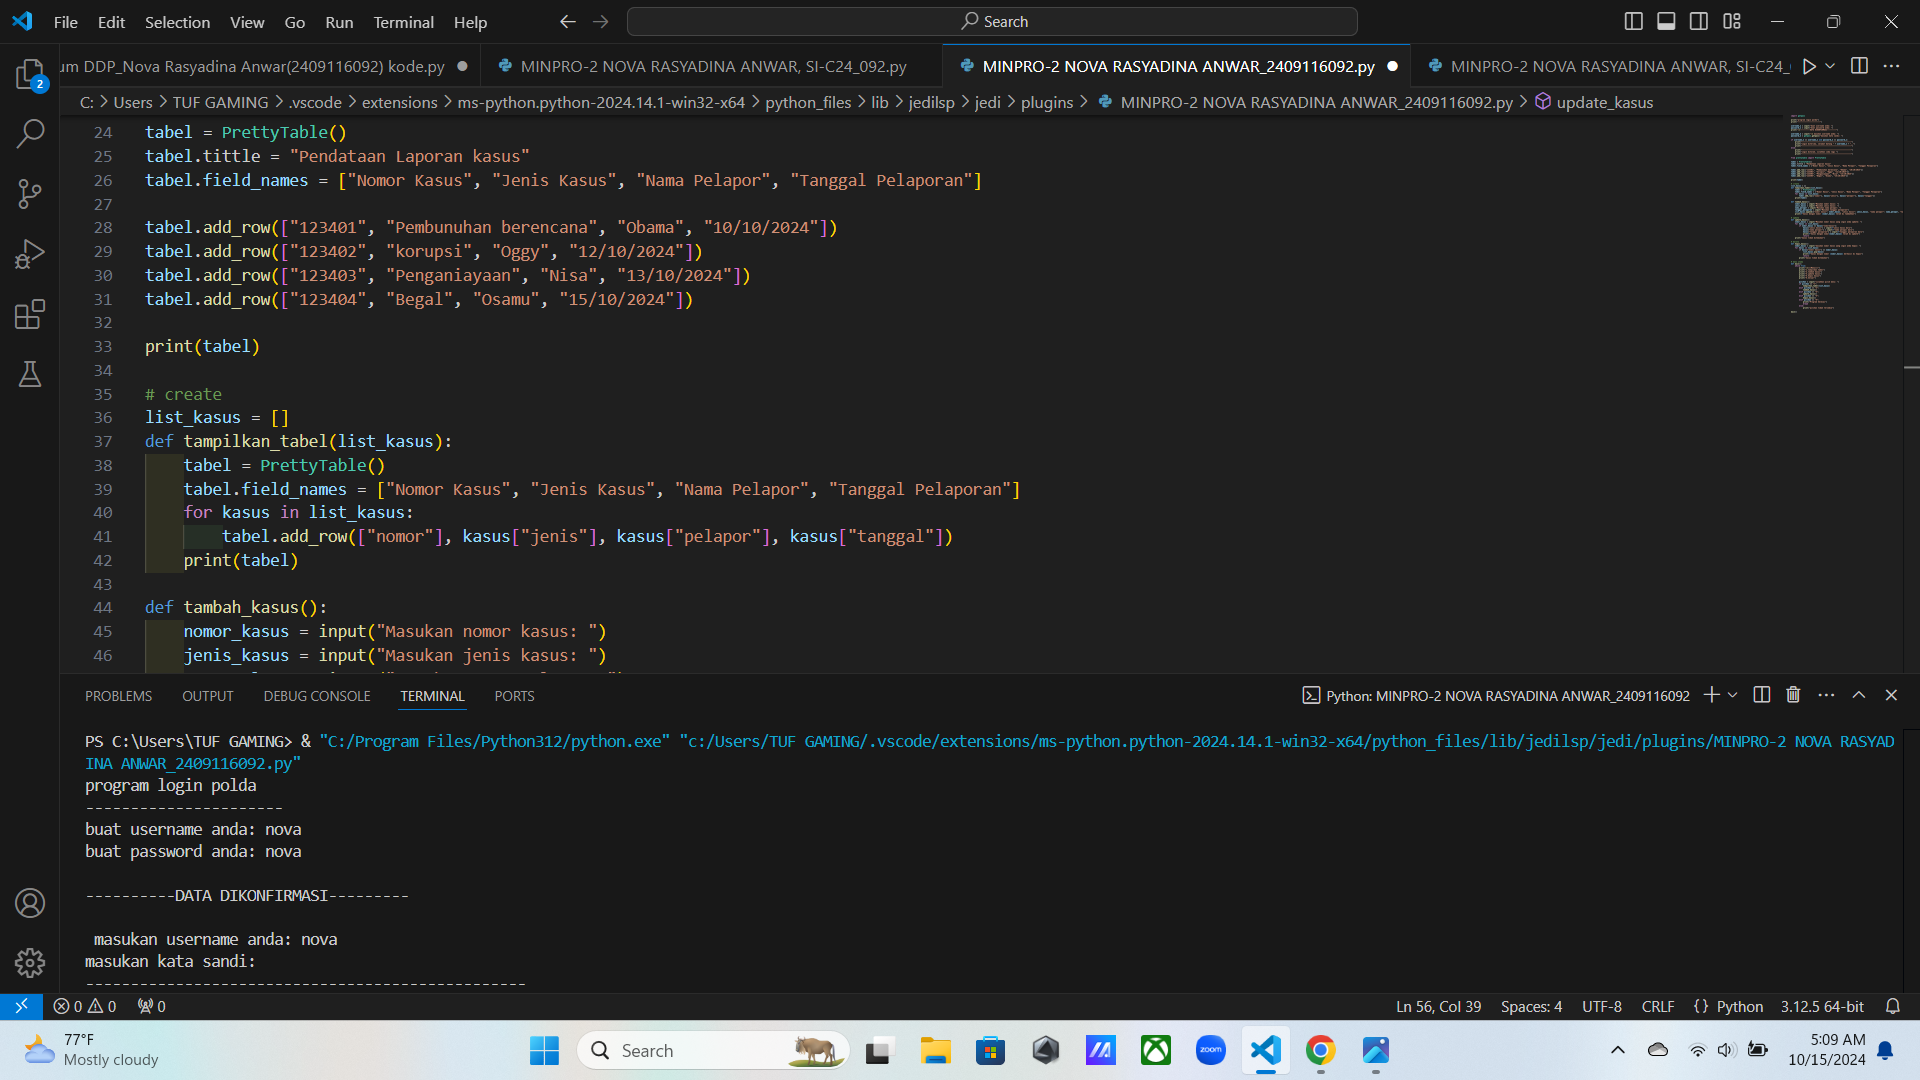 File Edit Selection View Go Run Terminal Help
Search
um DDP_Nova Rasyadina Anwar(2409116092) kode.py
MINPRO-2 NOVA RASYADINA ANWAR, SI-C24_092.py
MINPRO-2 NOVA RASYADINA ANWAR_2409116092.py
MINPRO-2 NOVA RASYADINA ANWAR, SI-C24_
2
C: > Users > TUF GAMING > .vscode > extensions > ms-python.python-2024.14.1-win32-x64 > python_files > lib > jedilsp > jedi > plugins > MINPRO-2 NOVA RASYADINA ANWAR_2409116092.py > update_kasus
24 tabel = PrettyTable()
25 tabel.tittle = "Pendataan Laporan kasus"
26 tabel.field_names = ["Nomor Kasus", "Jenis Kasus", "Nama Pelapor", "Tanggal Pelaporan"]
27
28 tabel.add_row(["123401", "Pembunuhan berencana", "Obama", "10/10/2024"])
29 tabel.add_row(["123402", "korupsi", "Oggy", "12/10/2024"])
30 tabel.add_row(["123403", "Penganiayaan", "Nisa", "13/10/2024"])
31 tabel.add_row(["123404", "Begal", "Osamu", "15/10/2024"])
32
33 print(tabel)
34
35 # create
36 list_kasus = []
37 def tampilkan_tabel(list_kasus):
38     tabel = PrettyTable()
39     tabel.field_names = ["Nomor Kasus", "Jenis Kasus", "Nama Pelapor", "Tanggal Pelaporan"]
40     for kasus in list_kasus:
41         tabel.add_row(["nomor"], kasus["jenis"], kasus["pelapor"], kasus["tanggal"])
42     print(tabel)
43
44 def tambah_kasus():
45     nomor_kasus = input("Masukan nomor kasus: ")
46     jenis_kasus = input("Masukan jenis kasus: ")
PROBLEMS OUTPUT DEBUG CONSOLE TERMINAL PORTS
Python: MINPRO-2 NOVA RASYADINA ANWAR_2409116092
PS C:\Users\TUF GAMING> & "C:/Program Files/Python312/python.exe" "c:/Users/TUF GAMING/.vscode/extensions/ms-python.python-2024.14.1-win32-x64/python_files/lib/jedilsp/jedi/plugins/MINPRO-2 NOVA RASYAD
INA ANWAR_2409116092.py"
program login polda
----------------------
buat username anda: nova
buat password anda: nova
----------DATA DIKONFIRMASI---------
masukan username anda: nova
masukan kata sandi:
-------------------------------------------------
0 0 0
Ln 56, Col 39 Spaces: 4 UTF-8 CRLF {} Python 3.12.5 64-bit
77°F
Mostly cloudy
Search
zoom
5:09 AM
10/15/2024